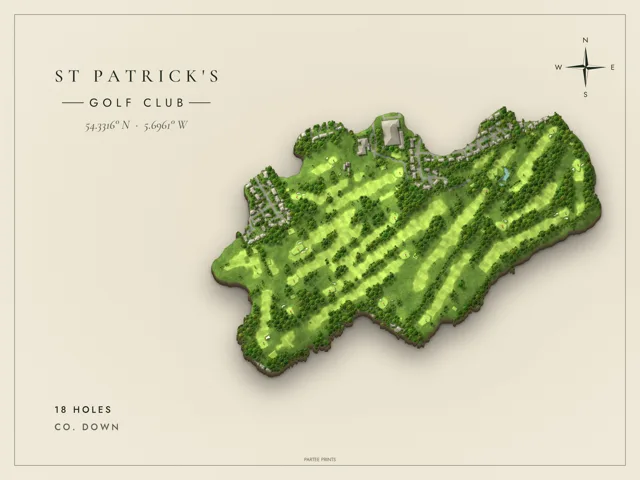 ST PATRICK'S
GOLF CLUB
54.3316° N · 5.6961° W
N
W E
S
18 HOLES
CO. DOWN
PARTEE PRINTS